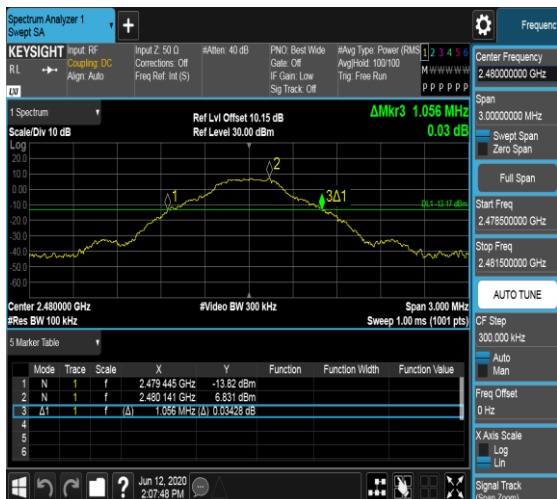 Spectrum Analyzer 1
Swept SA
+
Frequenc
KEYSIGHT
RL
Input: RF
Coupling: DC
Align: Auto
Input Z: 50 Ω
Corrections: Off
Freq Ref: Int (S)
#Atten: 40 dB
PNO: Best Wide
Gate: Off
IF Gain: Low
Sig Track: Off
#Avg Type: Power (RMS
Avg|Hold: 100/100
Trig: Free Run
1 2 3 4 5 6
M W W W W W
P P P P P P
1 Spectrum
Scale/Div 10 dB
Ref Lvl Offset 10.15 dB
Ref Level 30.00 dBm
ΔMkr3 1.056 MHz
0.03 dB
Log
20.0
10.0
0.00
-10.0
-20.0
-30.0
-40.0
-50.0
-60.0
1
2
3Δ1
DL1 -13.17 dBm
Center 2.480000 GHz
#Res BW 100 kHz
#Video BW 300 kHz
Span 3.000 MHz
Sweep 1.00 ms (1001 pts)
5 Marker Table
Mode Trace Scale X Y Function Function Width Function Value
1 N 1 f 2.479 445 GHz -13.82 dBm
2 N 1 f 2.480 141 GHz 6.831 dBm
3 Δ1 1 f (Δ) 1.056 MHz (Δ) 0.03428 dB
4
5
6
Jun 12, 2020
2:07:48 PM
Center Frequency
2.480000000 GHz
Span
3.00000000 MHz
Swept Span
Zero Span
Full Span
Start Freq
2.478500000 GHz
Stop Freq
2.481500000 GHz
AUTO TUNE
CF Step
300.000 kHz
Auto
Man
Freq Offset
0 Hz
X Axis Scale
Log
Lin
Signal Track
(Span Zoom)